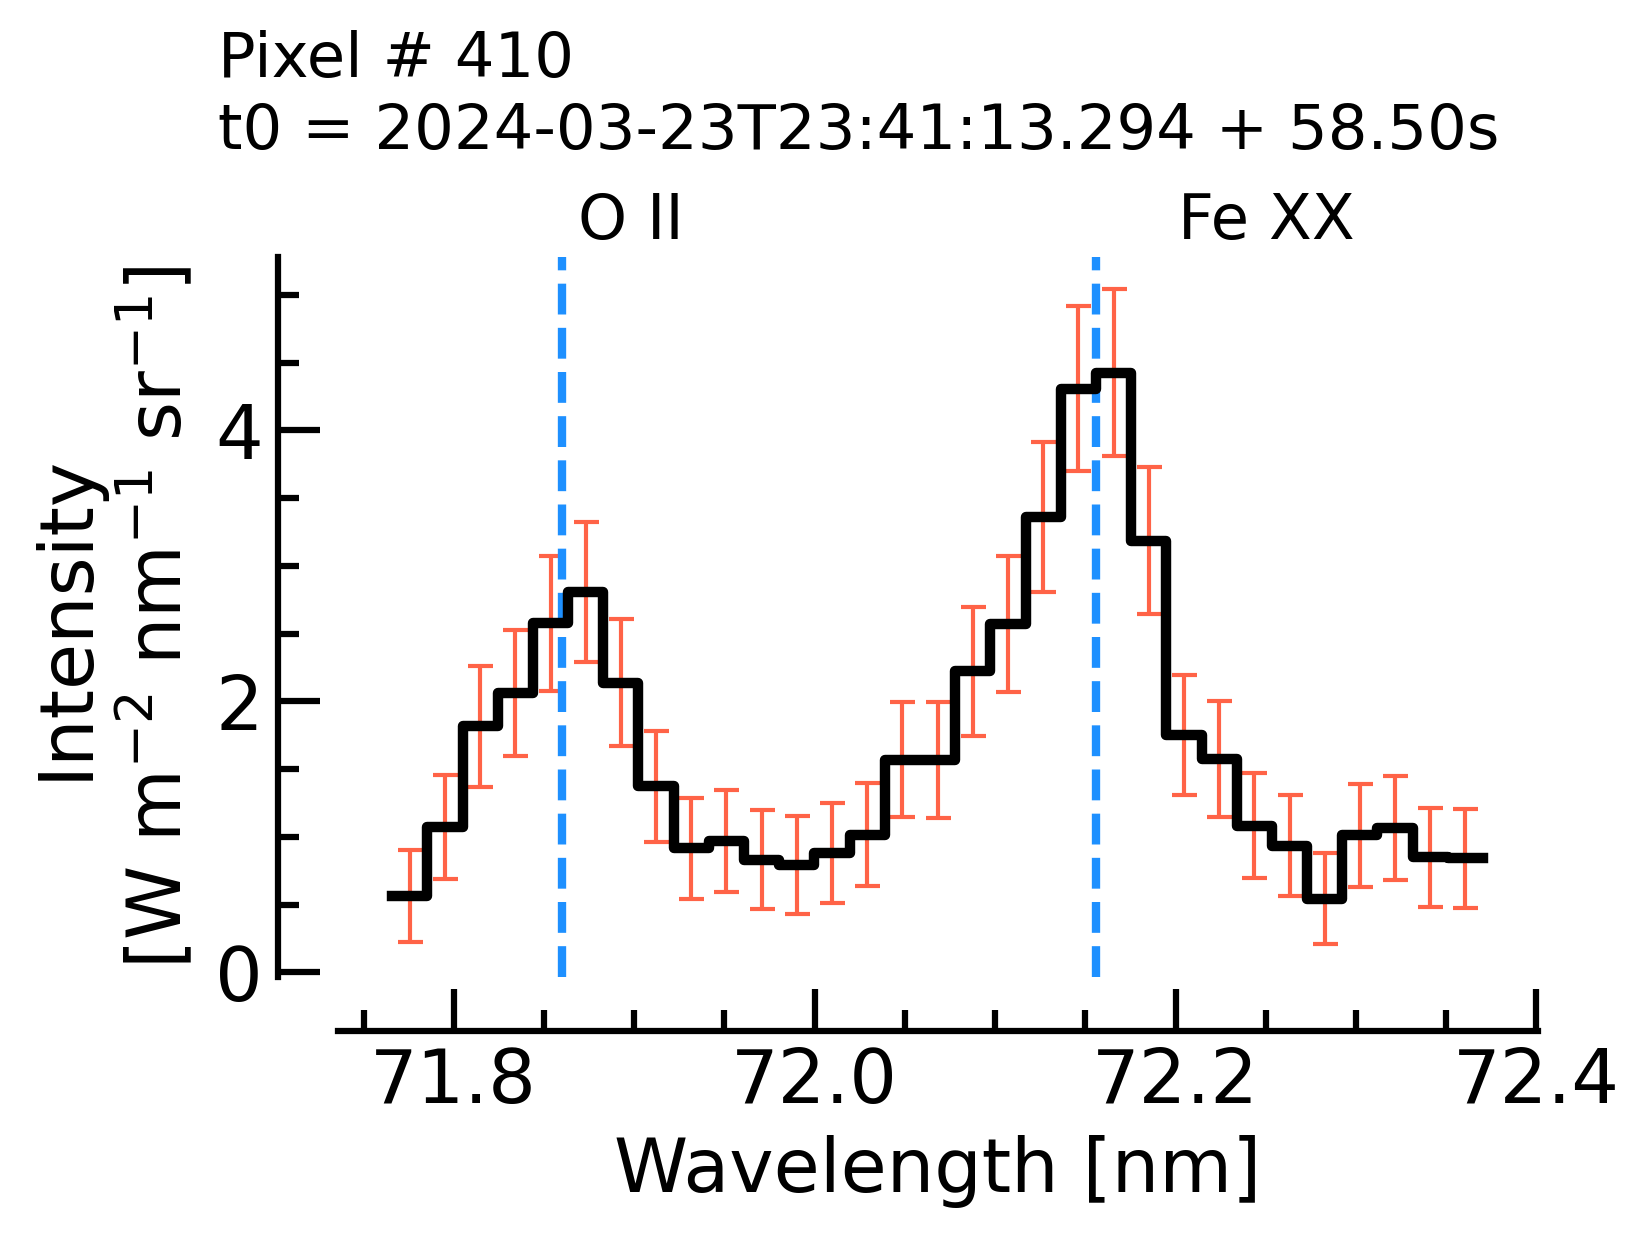 Pixel # 410
t0 = 2024-03-23T23:41:13.294 + 58.50s
O II
Fe XX
Intensity
[W m⁻² nm⁻¹ sr⁻¹]
4
2
0
71.8
72.0
72.2
72.4
Wavelength [nm]